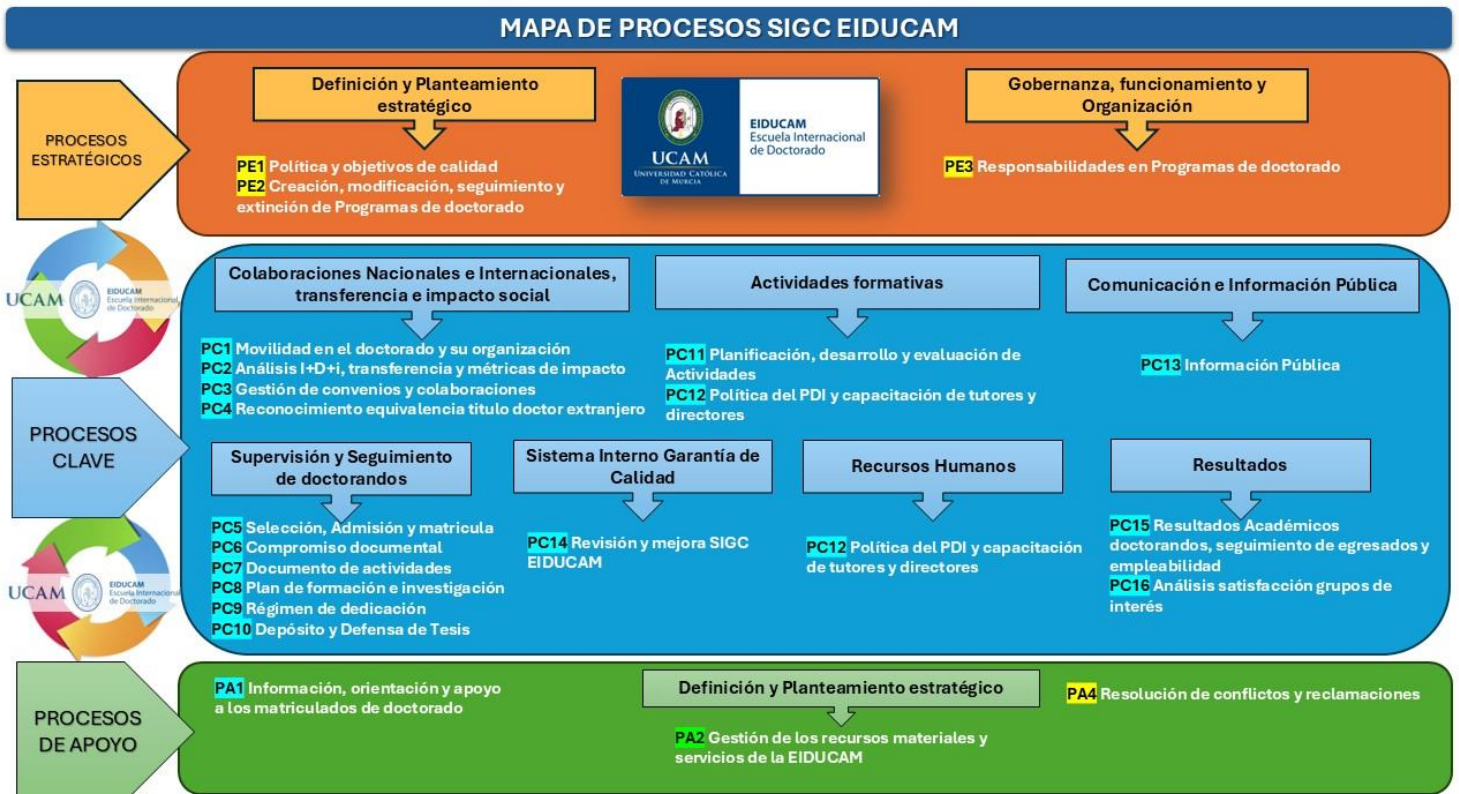 MAPA DE PROCESOS SIGC EIDUCAM
PROCESOS
ESTRATÉGICOS
Definición y Planteamiento
estratégico
PE1 Política y objetivos de calidad
PE2 Creación, modificación, seguimiento y
extinción de Programas de doctorado
UCAM
UNIVERSIDAD CATÓLICA
DE MURCIA
EIDUCAM
Escuela Internacional
de Doctorado
Gobernanza, funcionamiento y
Organización
PE3 Responsabilidades en Programas de doctorado
UCAM
EIDUCAM
Escuela Internacional
de Doctorado
PROCESOS
CLAVE
Colaboraciones Nacionales e Internacionales,
transferencia e impacto social
PC1 Movilidad en el doctorado y su organización
PC2 Análisis I+D+i, transferencia y métricas de impacto
PC3 Gestión de convenios y colaboraciones
PC4 Reconocimiento equivalencia titulo doctor extranjero
Actividades formativas
PC11 Planificación, desarrollo y evaluación de
Actividades
PC12 Política del PDI y capacitación de tutores y
directores
Comunicación e Información Pública
PC13 Información Pública
Supervisión y Seguimiento
de doctorandos
PC5 Selección, Admisión y matricula
PC6 Compromiso documental
PC7 Documento de actividades
PC8 Plan de formación e investigación
PC9 Régimen de dedicación
PC10 Depósito y Defensa de Tesis
Sistema Interno Garantía de
Calidad
PC14 Revisión y mejora SIGC
EIDUCAM
Recursos Humanos
PC12 Política del PDI y capacitación
de tutores y directores
Resultados
PC15 Resultados Académicos
doctorandos, seguimiento de egresados y
empleabilidad
PC16 Análisis satisfacción grupos de
interés
UCAM
EIDUCAM
Escuela Internacional
de Doctorado
PROCESOS
DE APOYO
PA1 Información, orientación y apoyo
a los matriculados de doctorado
Definición y Planteamiento estratégico
PA2 Gestión de los recursos materiales y
servicios de la EIDUCAM
PA4 Resolución de conflictos y reclamaciones